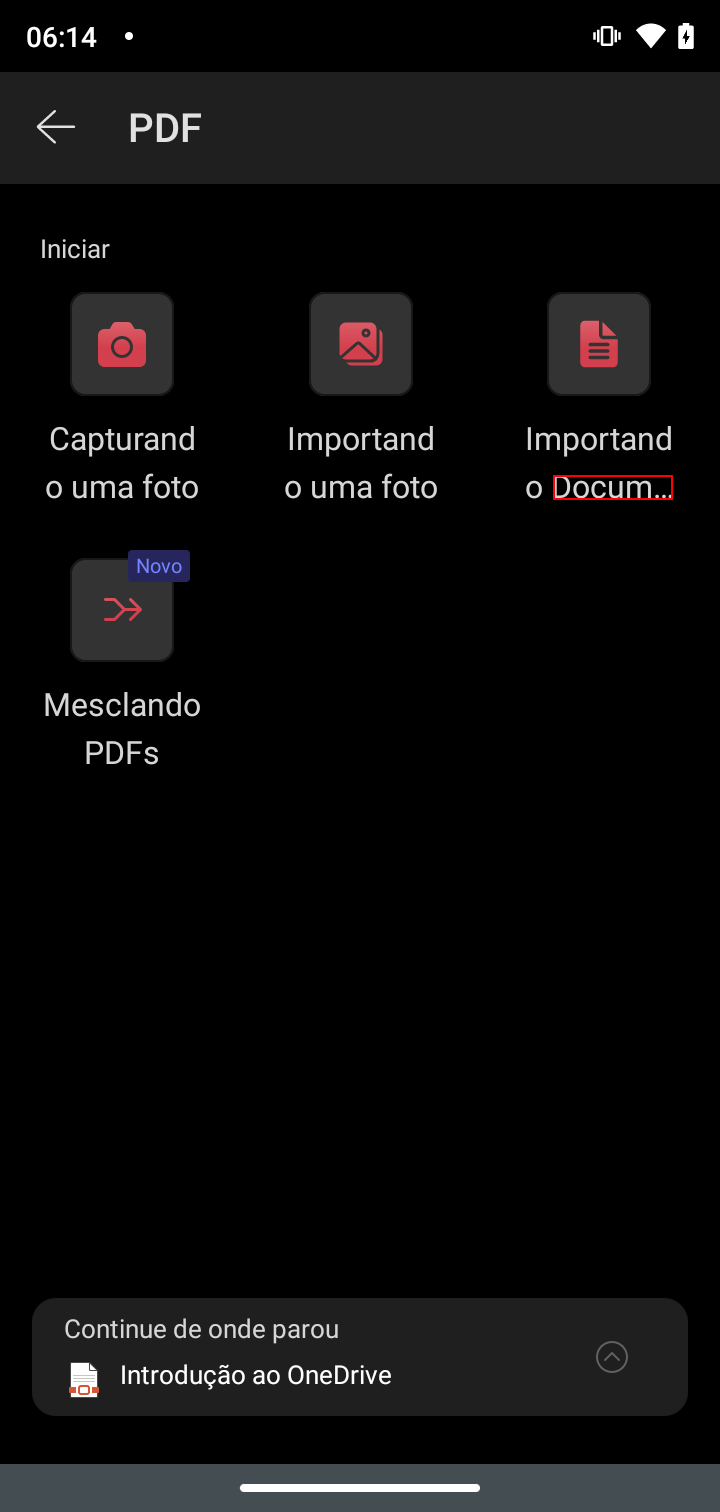 06:14
PDF
Iniciar
Capturand
o uma foto
Importand
o uma foto
Importand
o Docum…
Novo
Mesclando
PDFs
Continue de onde parou
Introdução ao OneDrive